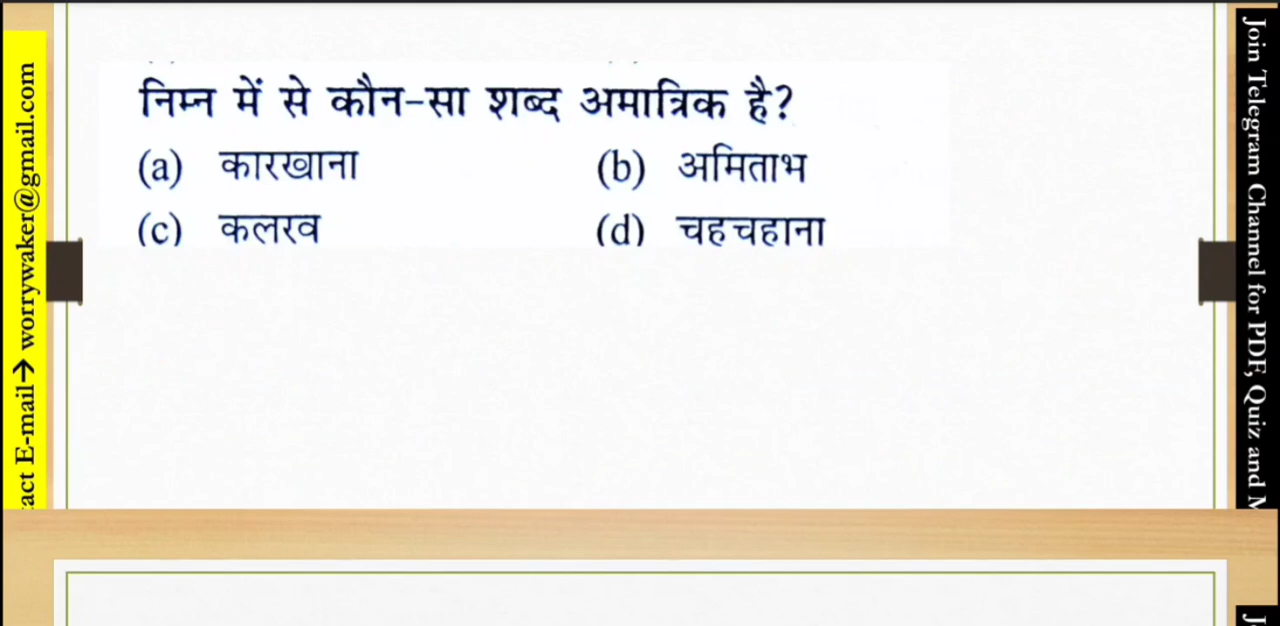 निम्न में से कौन-सा शब्द अमात्रिक है?
(a) कारखाना (b) अमिताभ
(c) कलरव (d) चहचहाना
act E-mail→ worrywaker@gmail.com
Join Telegram Channel for PDF, Quiz and M
J